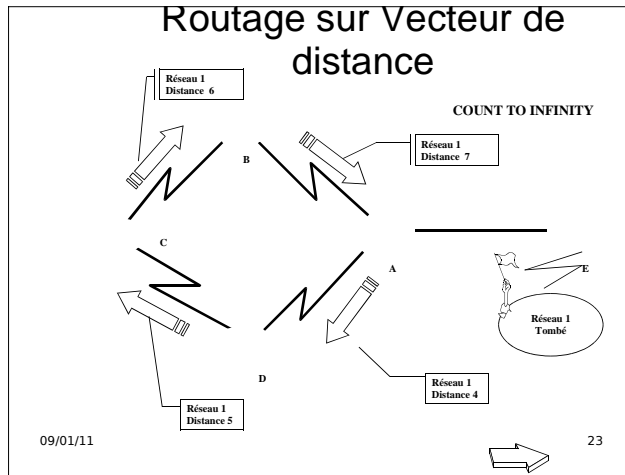 Routage sur Vecteur de
distance
Réseau 1
Distance 6
COUNT TO INFINITY
Réseau 1
Distance 7
B
C
A
E
Réseau 1
Tombé
D
Réseau 1
Distance 4
Réseau 1
Distance 5
09/01/11
23